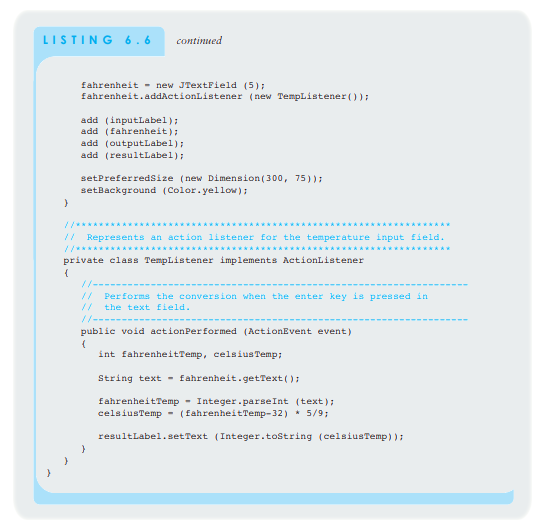 LISTING 6.6 continued
fahrenheit = new JTextField (5);
fahrenheit.addActionListener (new TempListener());
add (inputLabel);
add (fahrenheit);
add (outputLabel);
add (resultLabel);
setPreferredSize (new Dimension(300, 75));
setBackground (Color.yellow);
}
//*****************************************************************
//  Represents an action listener for the temperature input field.
//*****************************************************************
private class TempListener implements ActionListener
{
//-----------------------------------------------------------------
//  Performs the conversion when the enter key is pressed in
//  the text field.
//-----------------------------------------------------------------
public void actionPerformed (ActionEvent event)
{
int fahrenheitTemp, celsiusTemp;
String text = fahrenheit.getText();
fahrenheitTemp = Integer.parseInt (text);
celsiusTemp = (fahrenheitTemp-32) * 5/9;
resultLabel.setText (Integer.toString (celsiusTemp));
}
}
}